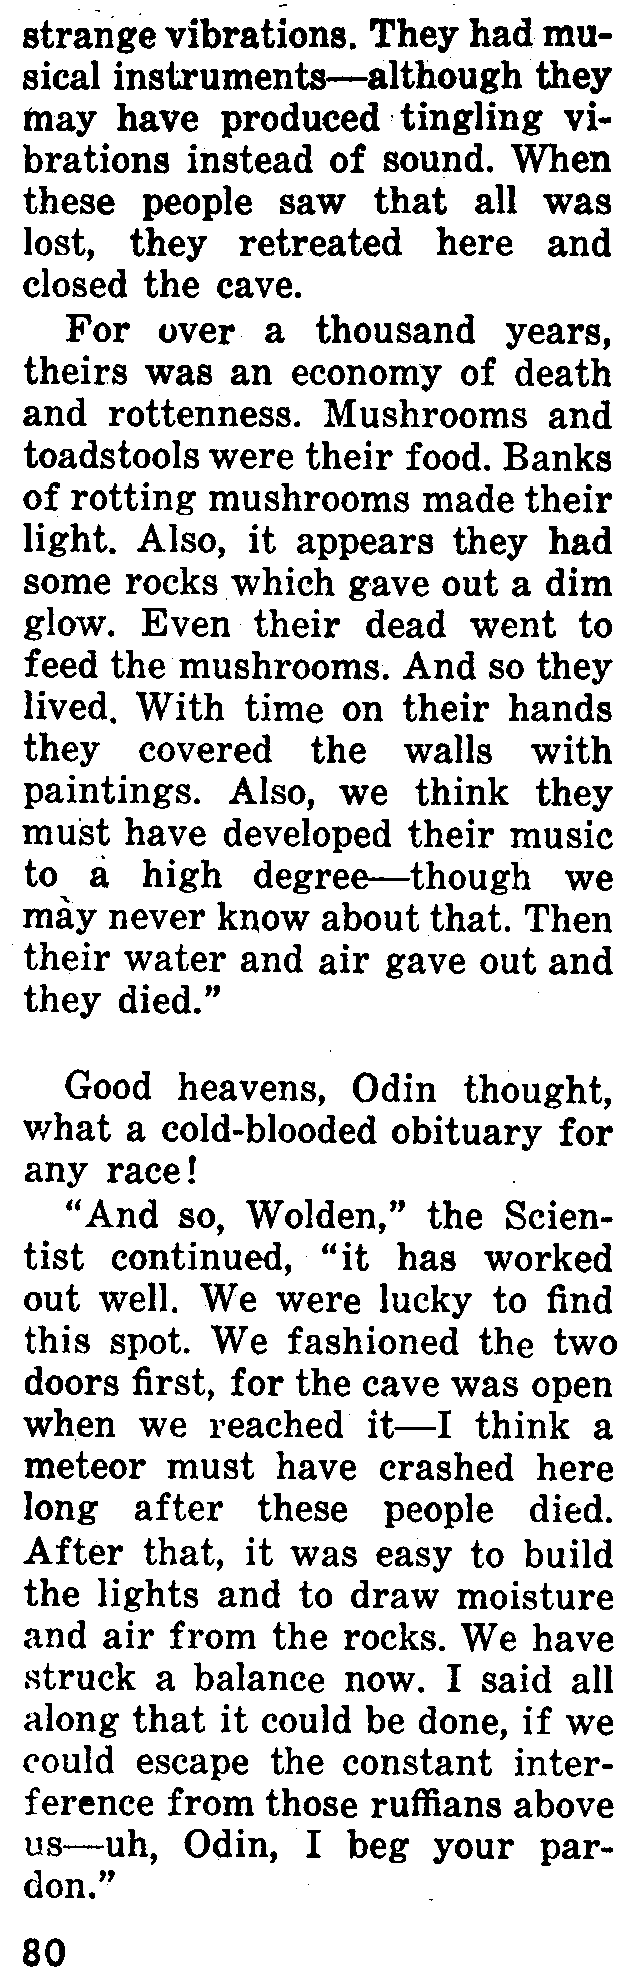 strange vibrations. They had mu-
sical instruments—although they
may have produced tingling vi-
brations instead of sound. When
these people saw that all was
lost, they retreated here and
closed the cave.
For over a thousand years,
theirs was an economy of death
and rottenness. Mushrooms and
toadstools were their food. Banks
of rotting mushrooms made their
light. Also, it appears they had
some rocks which gave out a dim
glow. Even their dead went to
feed the mushrooms. And so they
lived. With time on their hands
they covered the walls with
paintings. Also, we think they
must have developed their music
to a high degree—though we
may never know about that. Then
their water and air gave out and
they died.”
Good heavens, Odin thought,
what a cold-blooded obituary for
any race!
“And so, Wolden,” the Scien-
tist continued, “it has worked
out well. We were lucky to find
this spot. We fashioned the two
doors first, for the cave was open
when we reached it—I think a
meteor must have crashed here
long after these people died.
After that, it was easy to build
the lights and to draw moisture
and air from the rocks. We have
struck a balance now. I said all
along that it could be done, if we
could escape the constant inter-
ference from those ruffians above
us—uh, Odin, I beg your par-
don.”
80